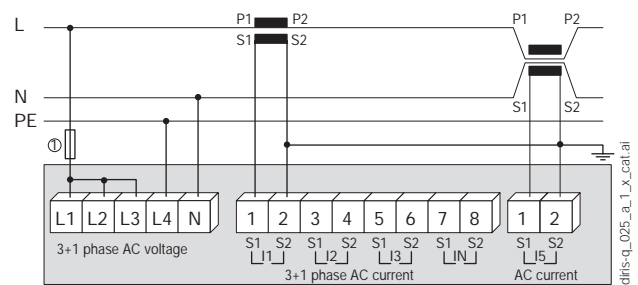 L P1 P2 P1 P2
S1 S2
N
S1 S2
PE
①
L1 L2 L3 L4 N 1 2 3 4 5 6 7 8 1 2
S1 S2 S1 S2 S1 S2 S1 S2 S1 S2
I1 I2 I3 IN I5
3+1 phase AC voltage
3+1 phase AC current AC current
diris-q_025_a_1_x_cat.ai